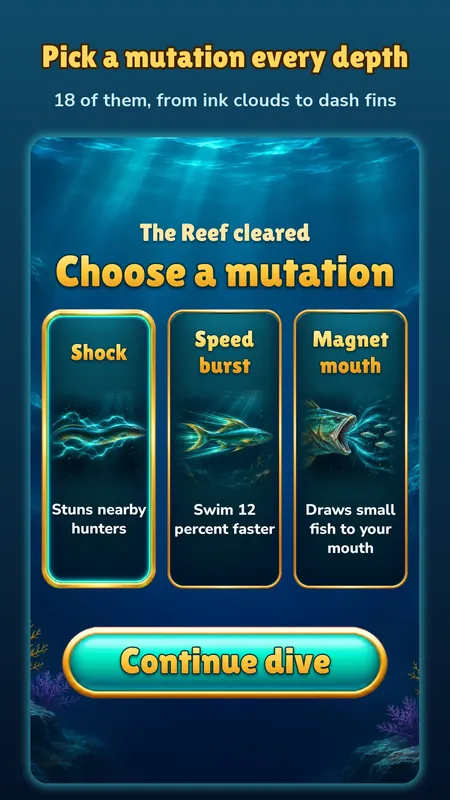 Pick a mutation every depth
18 of them, from ink clouds to dash fins
The Reef cleared
Choose a mutation
Shock
Stuns nearby
hunters
Speed
burst
Swim 12
percent faster
Magnet
mouth
Draws small
fish to your
mouth
Continue dive